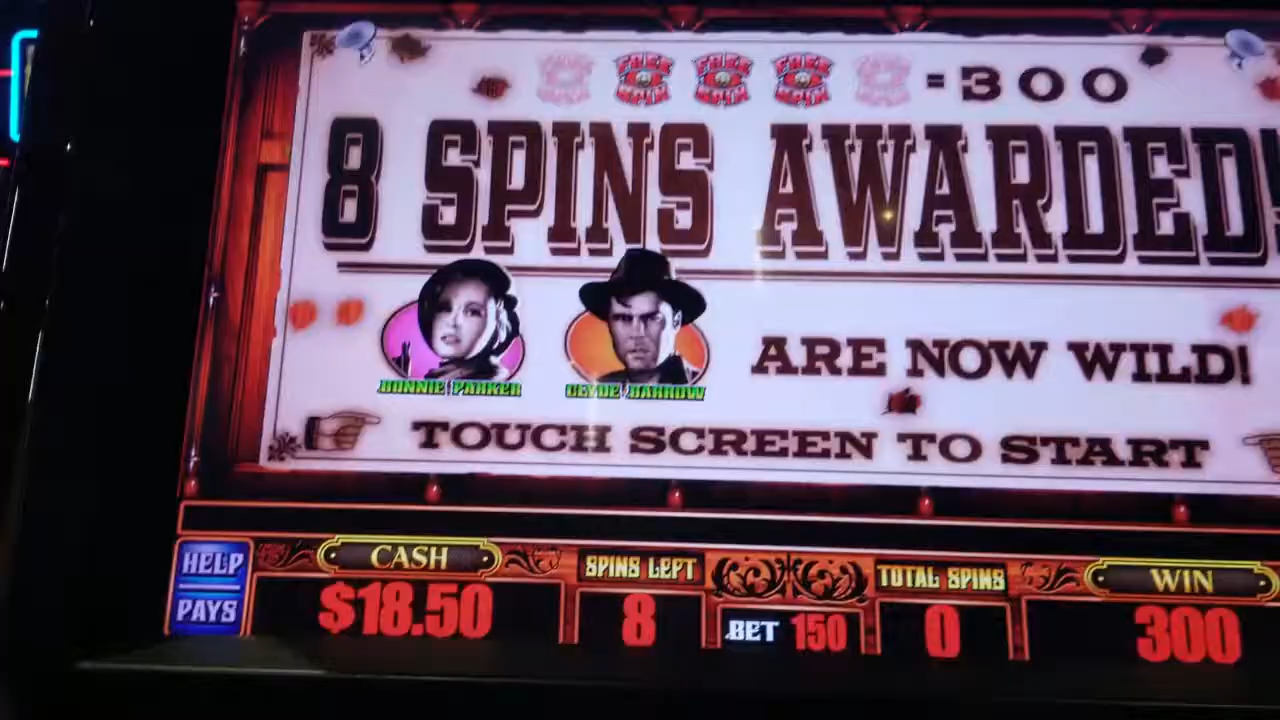 FREE SPIN FREE SPIN FREE SPIN =300
8 SPINS AWARDED!
BONNIE PARKER CLYDE BARROW ARE NOW WILD!
TOUCH SCREEN TO START
HELP CASH SPINS LEFT TOTAL SPINS WIN
PAYS $18.50 8 BET 150 0 300